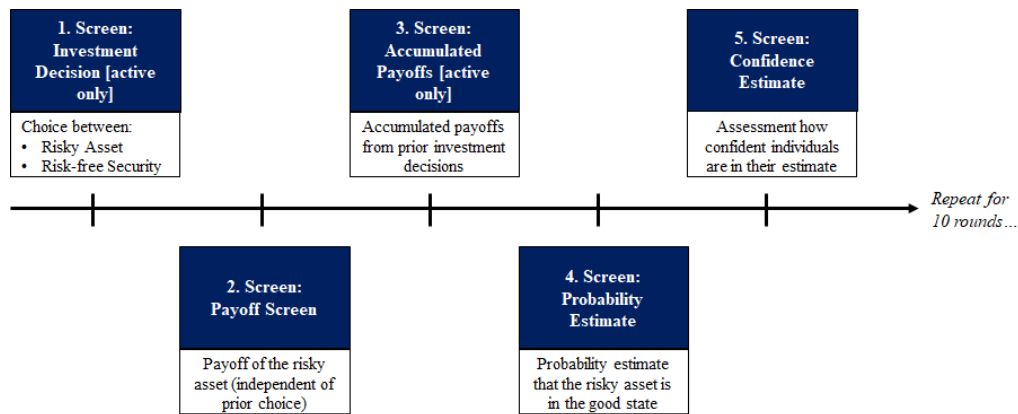 1. Screen:
Investment
Decision [active
only]
Choice between:
• Risky Asset
• Risk-free Security
3. Screen:
Accumulated
Payoffs [active
only]
Accumulated payoffs
from prior investment
decisions
5. Screen:
Confidence
Estimate
Assessment how
confident individuals
are in their estimate
Repeat for
10 rounds…
2. Screen:
Payoff Screen
Payoff of the risky
asset (independent of
prior choice)
4. Screen:
Probability
Estimate
Probability estimate
that the risky asset is
in the good state